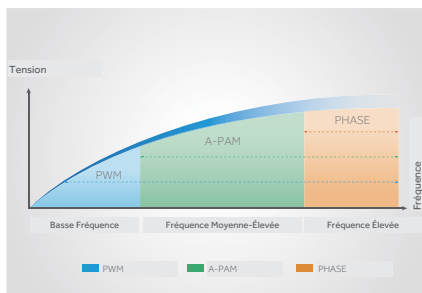 Tension
PHASE
A-PAM
PWM
Fréquence
Basse Fréquence
Fréquence Moyenne-Élevée
Fréquence Élevée
PWM
A-PAM
PHASE